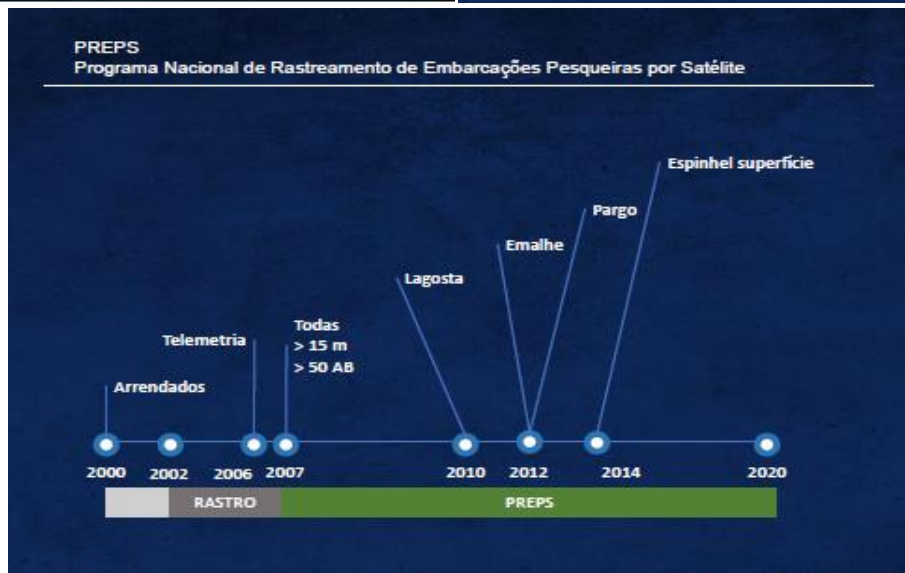 PREPS
Programa Nacional de Rastreamento de Embarcações Pesqueiras por Satélite
Espinhel superfície
Pargo
Emalhe
Lagosta
Todas
> 15 m
> 50 AB
Telemetria
Arrendados
2000 2002 2006 2007 2010 2012 2014 2020
RASTRO PREPS